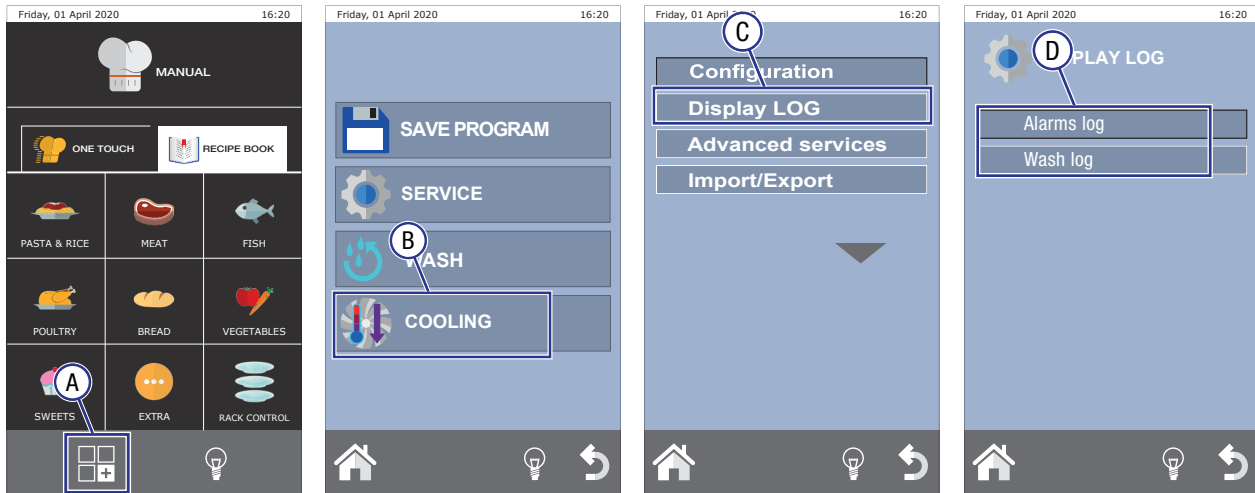 Friday, 01 April 2020 16:20
MANUAL
ONE TOUCH
RECIPE BOOK
PASTA & RICE
MEAT
FISH
POULTRY
BREAD
VEGETABLES
SWEETS
EXTRA
RACK CONTROL
A
Friday, 01 April 2020 16:20
SAVE PROGRAM
SERVICE
B
WASH
COOLING
Friday, 01 April 2020 16:20
C
Configuration
Display LOG
Advanced services
Import/Export
Friday, 01 April 2020 16:20
D
PLAY LOG
Alarms log
Wash log